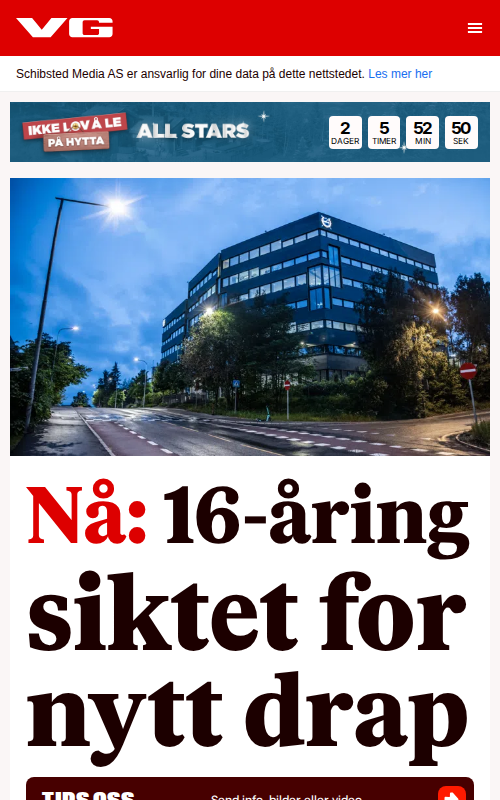 VG
Schibsted Media AS er ansvarlig for dine data på dette nettstedet. Les mer her
IKKE LOV Å LE
PÅ HYTTA
ALL STARS
2 5 52 50
DAGER TIMER MIN SEK
Nå: 16-åring
siktet for
nytt drap
TIPS OSS
Send info, bilder eller video